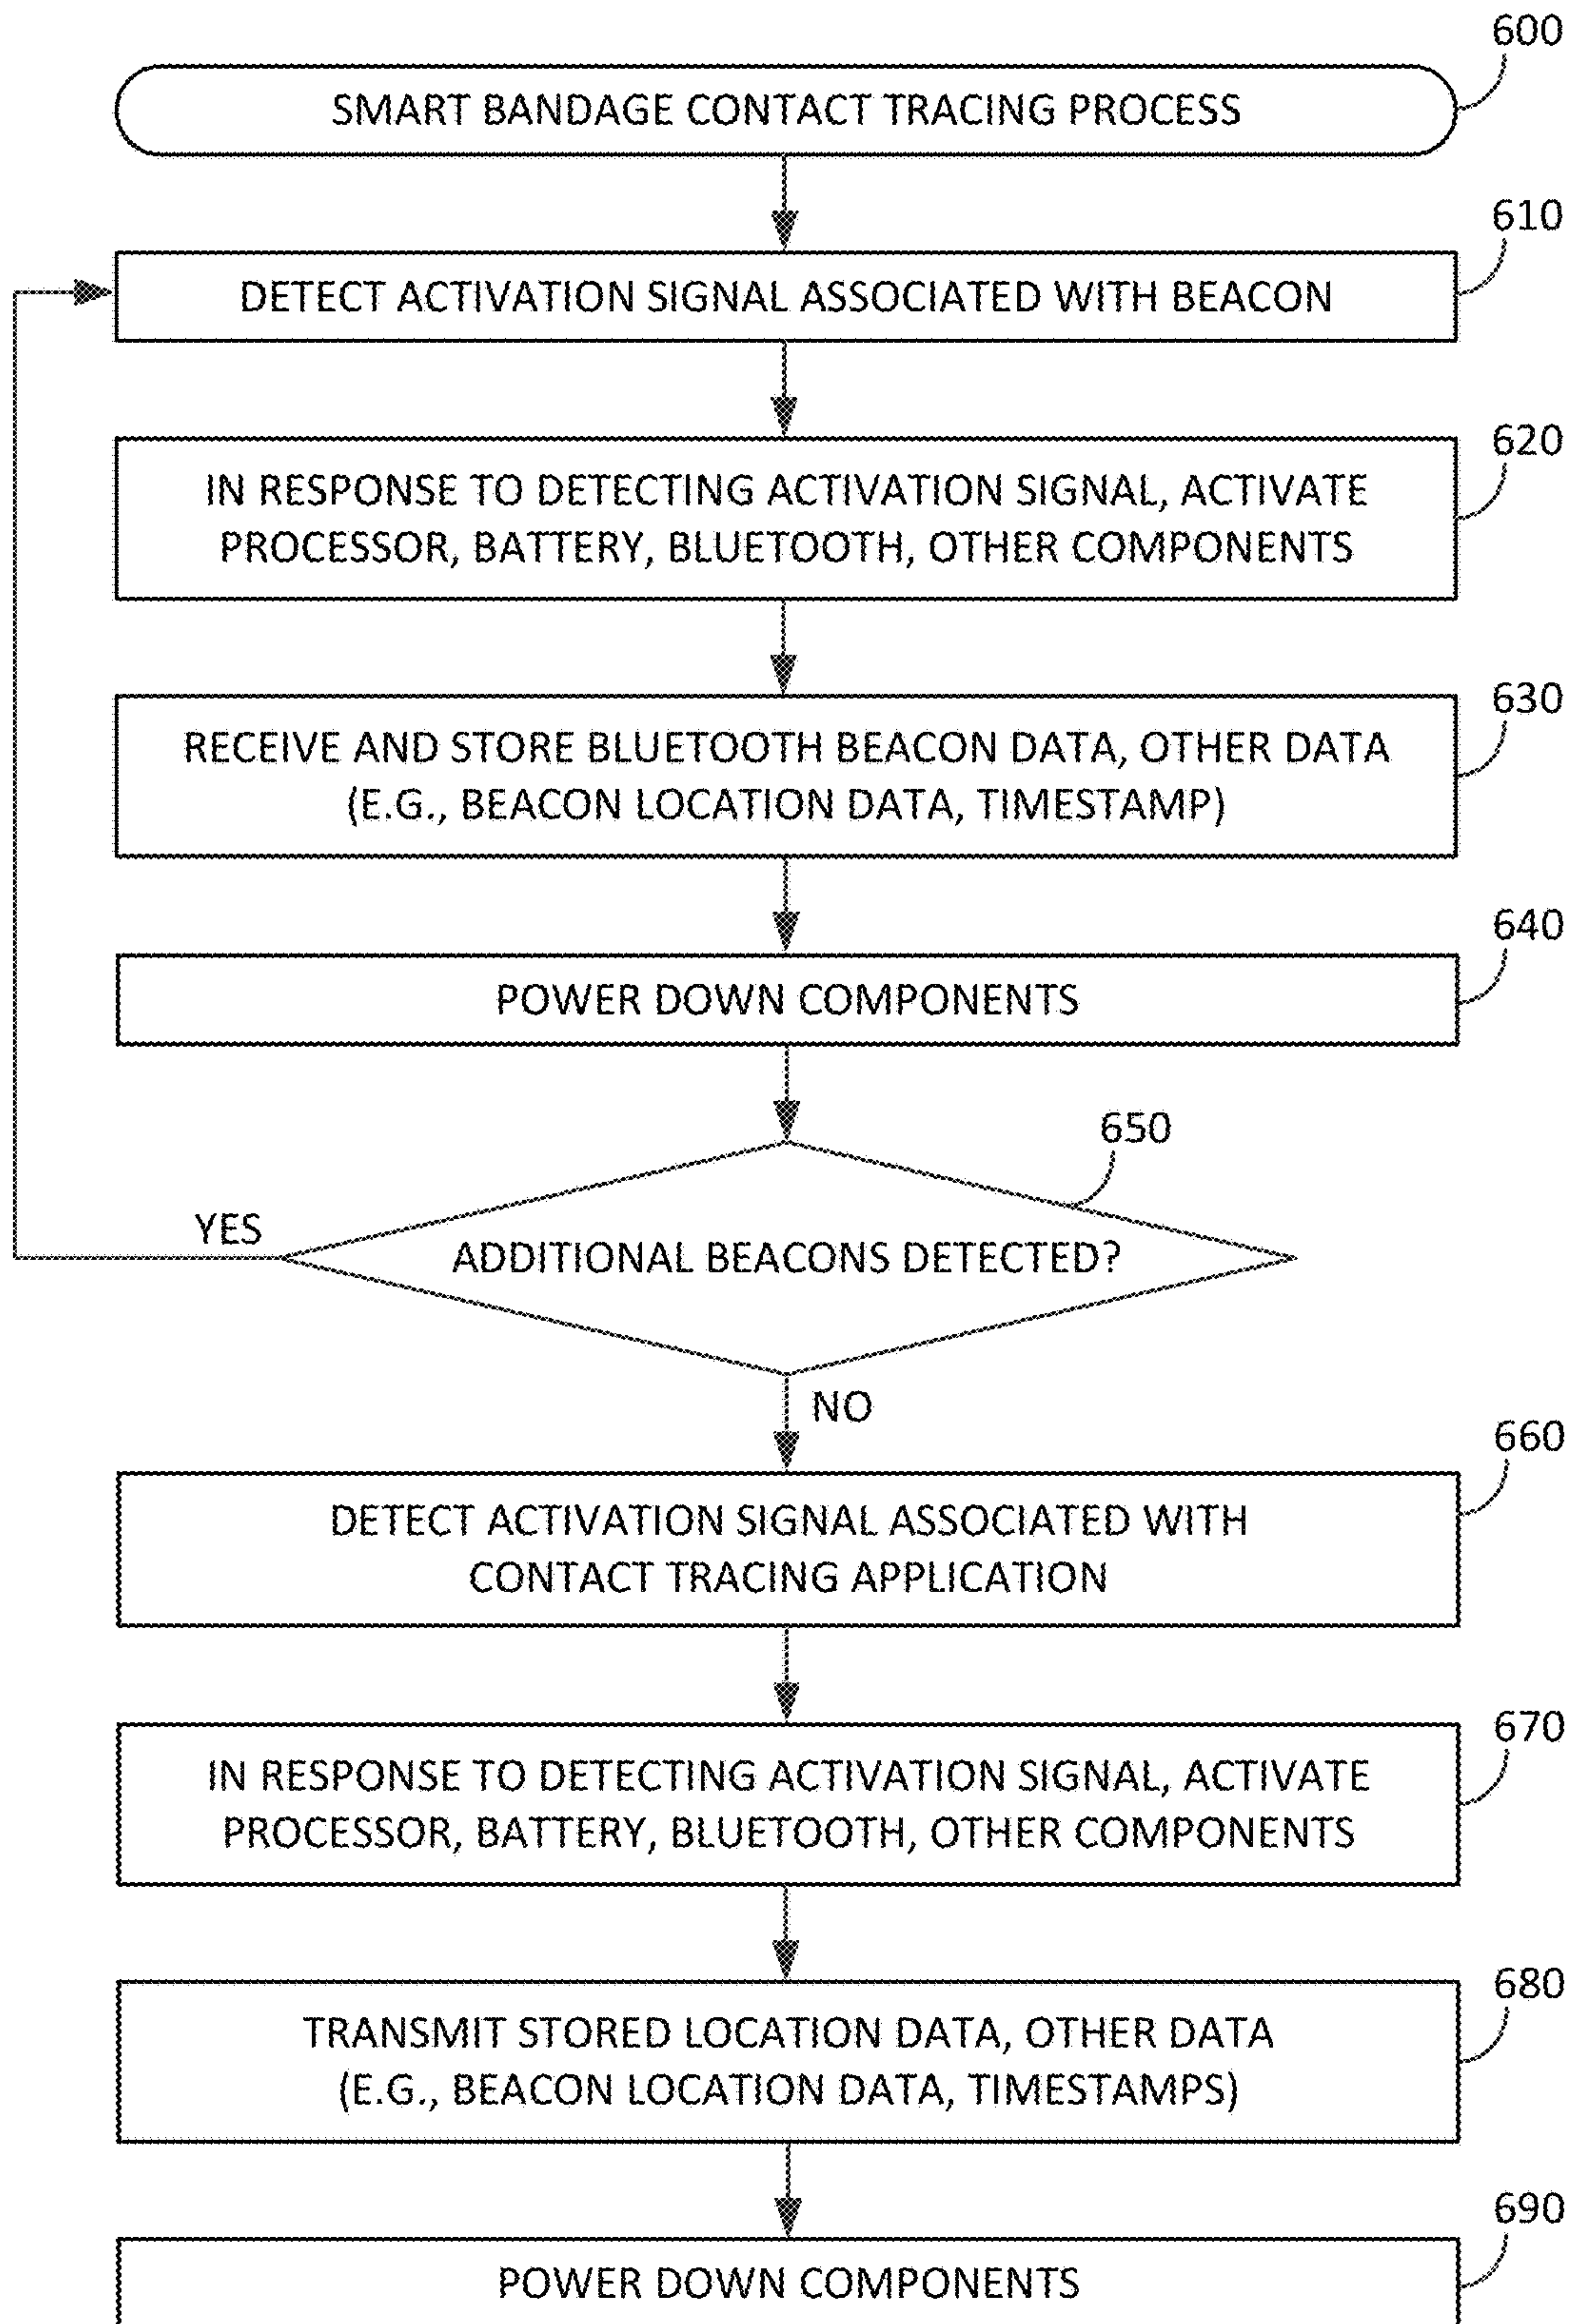 600
SMART BANDAGE CONTACT TRACING PROCESS
610
DETECT ACTIVATION SIGNAL ASSOCIATED WITH BEACON
620
IN RESPONSE TO DETECTING ACTIVATION SIGNAL, ACTIVATE
PROCESSOR, BATTERY, BLUETOOTH, OTHER COMPONENTS
630
RECEIVE AND STORE BLUETOOTH BEACON DATA, OTHER DATA
(E.G., BEACON LOCATION DATA, TIMESTAMP)
640
POWER DOWN COMPONENTS
650
YES
ADDITIONAL BEACONS DETECTED?
NO
660
DETECT ACTIVATION SIGNAL ASSOCIATED WITH
CONTACT TRACING APPLICATION
670
IN RESPONSE TO DETECTING ACTIVATION SIGNAL, ACTIVATE
PROCESSOR, BATTERY, BLUETOOTH, OTHER COMPONENTS
680
TRANSMIT STORED LOCATION DATA, OTHER DATA
(E.G., BEACON LOCATION DATA, TIMESTAMPS)
690
POWER DOWN COMPONENTS